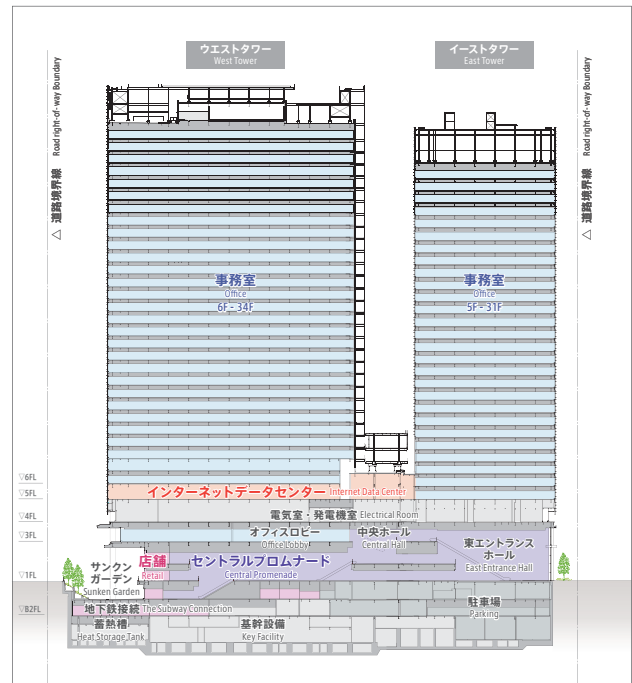 ウエストタワー
West Tower
イーストタワー
East Tower
△ 道路境界線 Road right-of-way Boundary
△ 道路境界線 Road right-of-way Boundary
事務室
Office
6F - 34F
事務室
Office
5F - 31F
▽6FL
▽5FL
インターネットデータセンター Internet Data Center
▽4FL
電気室・発電機室 Electrical Room
▽3FL
オフィスロビー
Office Lobby
中央ホール
Central Hall
東エントランス
ホール
East Entrance Hall
サンクン
ガーデン
Sunken Garden
店舗
Retail
セントラルプロムナード
Central Promenade
▽1FL
▽B2FL
地下鉄接続 The Subway Connection
駐車場
Parking
蓄熱槽
Heat Storage Tank
基幹設備
Key Facility